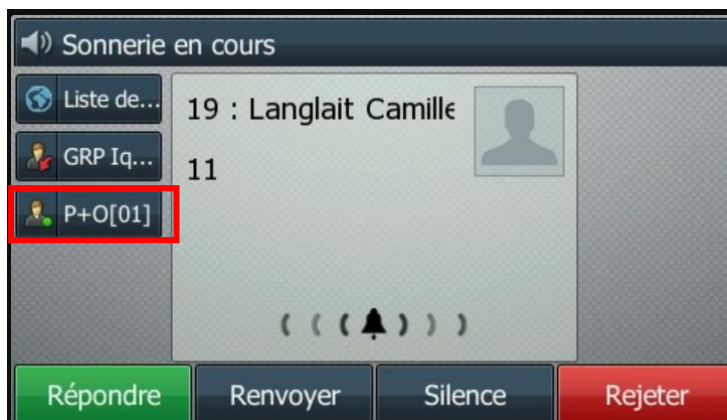 Sonnerie en cours
Liste de...
19 : Langlait Camille
GRP Iq...
11
P+O[01]
Répondre
Renvoyer
Silence
Rejeter